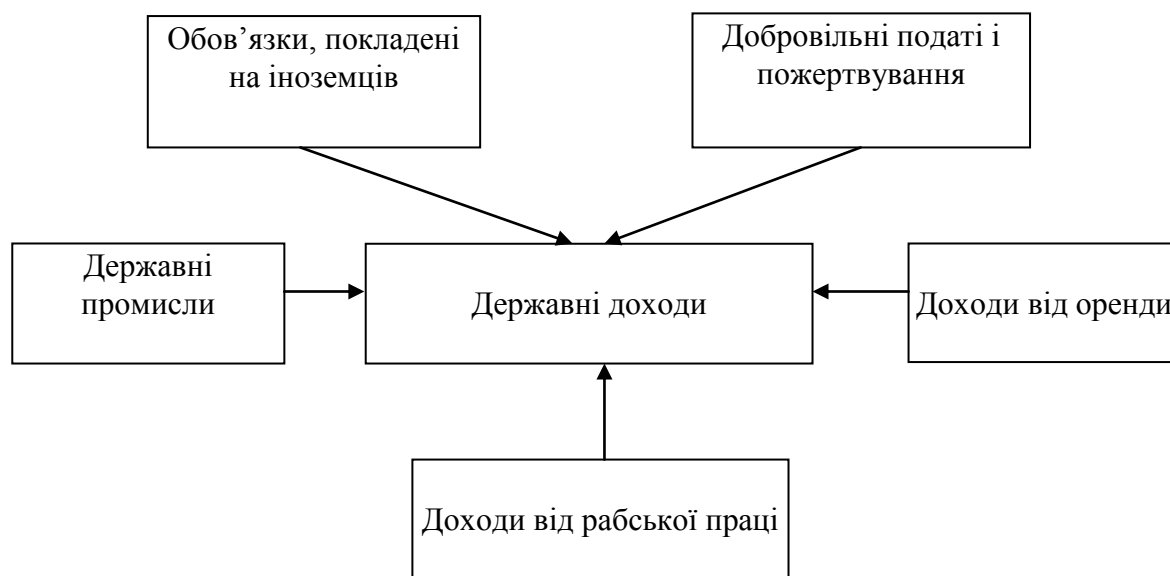 Обов’язки, покладені
на іноземців
Добровільні податі і
пожертвування
Державні
промисли
Державні доходи
Доходи від оренди
Доходи від рабської праці